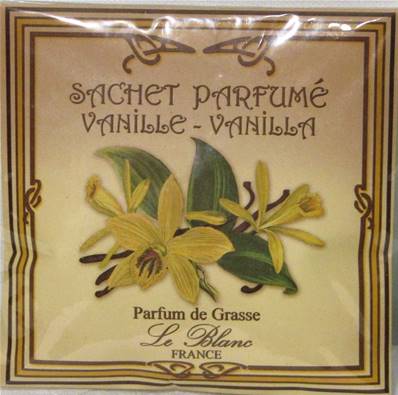 SACHET PARFUMÉ
VANILLE - VANILLA
Parfum de Grasse
Le Blanc
FRANCE